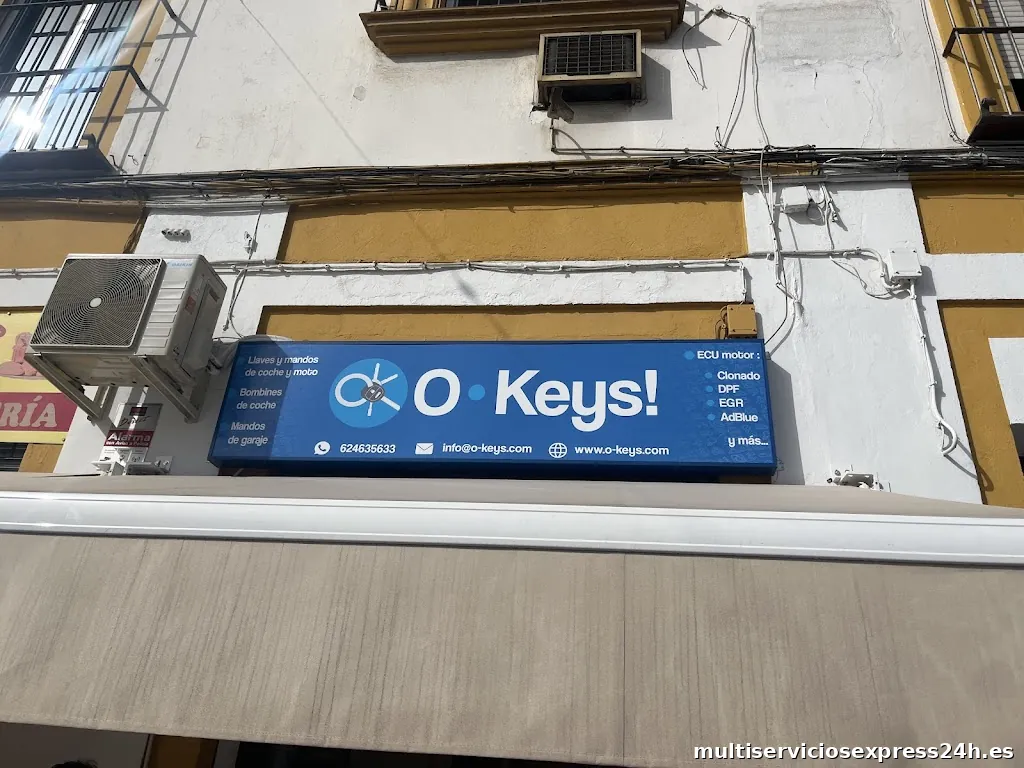 Llaves y mandos
de coche y moto
Bombines
de coche
Mandos
de garaje
O·Keys!
624635633
info@o-keys.com
www.o-keys.com
ECU motor :
Clonado
DPF
EGR
AdBlue
y más...
RÍA
Alarma
DAIKIN
multiserviciosexpress24h.es